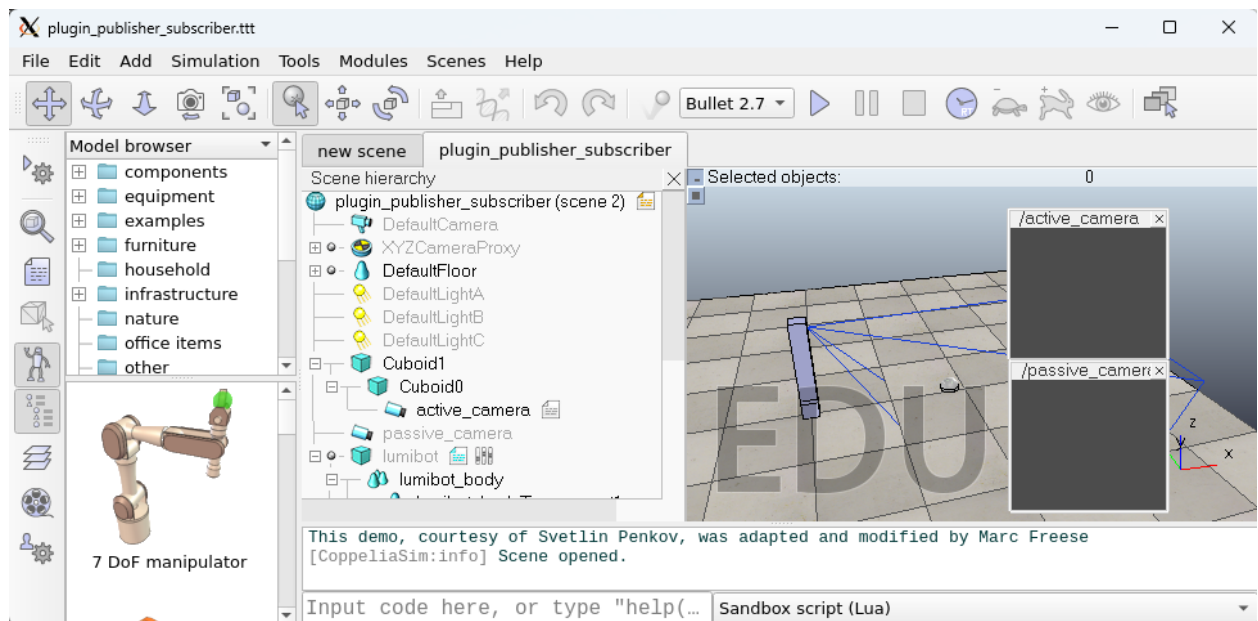 plugin_publisher_subscriber.ttt
File Edit Add Simulation Tools Modules Scenes Help
Bullet 2.7
RT
Model browser
components
equipment
examples
furniture
household
infrastructure
nature
office items
other
7 DoF manipulator
new scene
plugin_publisher_subscriber
Scene hierarchy
plugin_publisher_subscriber (scene 2)
DefaultCamera
XYZCameraProxy
DefaultFloor
DefaultLightA
DefaultLightB
DefaultLightC
Cuboid1
Cuboid0
active_camera
passive_camera
lumibot
lumibot_body
Selected objects: 0
/active_camera
/passive_camera
EDU
z
y
x
This demo, courtesy of Svetlin Penkov, was adapted and modified by Marc Freese
[CoppeliaSim:info] Scene opened.
Input code here, or type "help(…
Sandbox script (Lua)